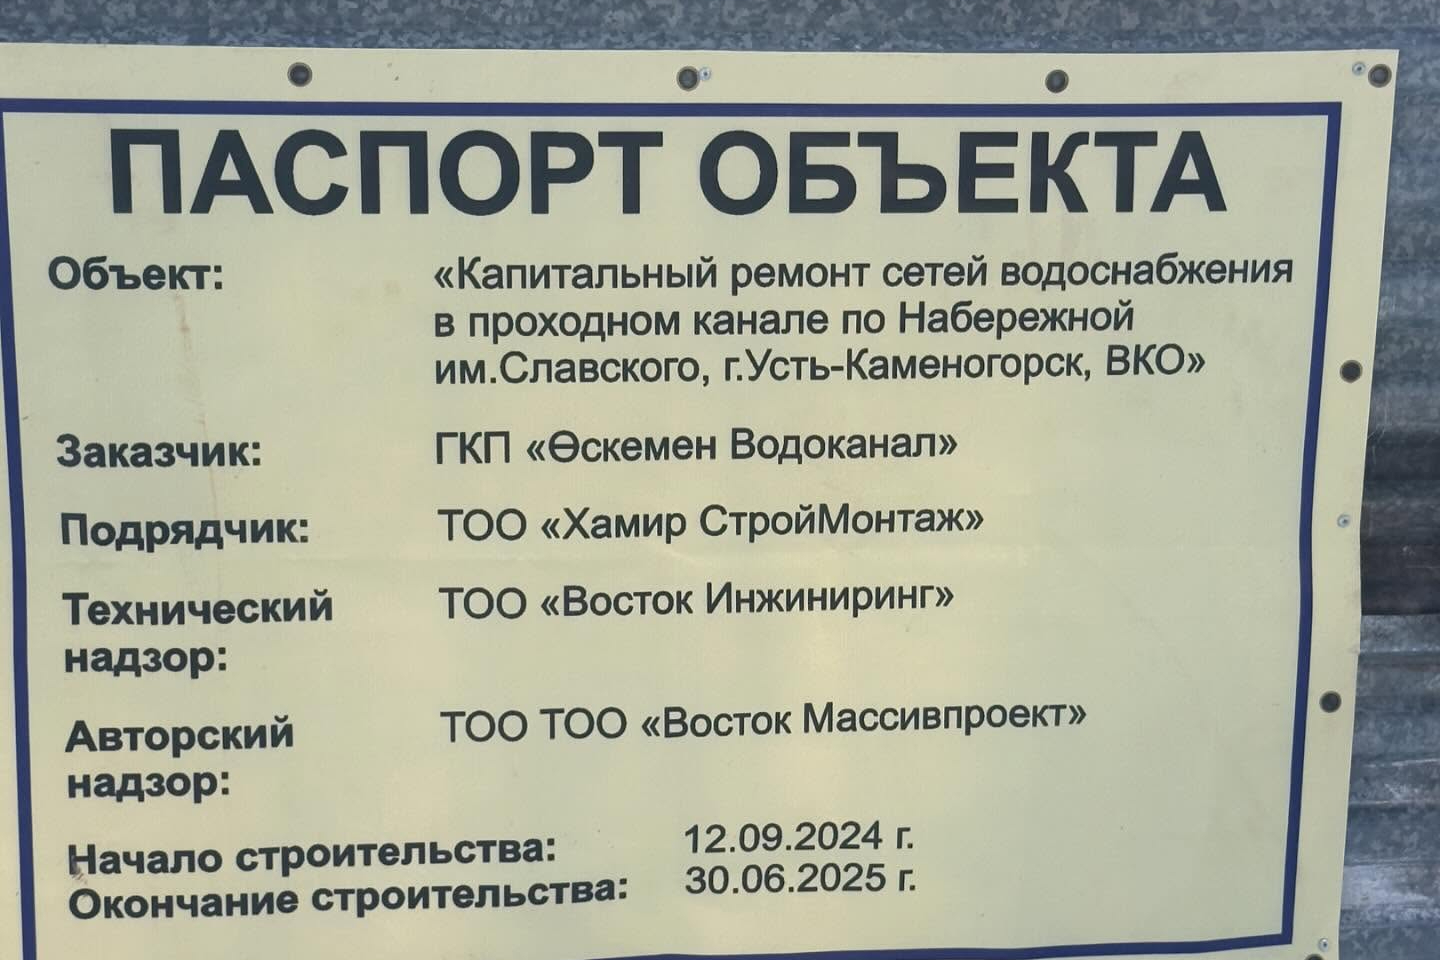 ПАСПОРТ ОБЪЕКТА
Объект: «Капитальный ремонт сетей водоснабжения
в проходном канале по Набережной
им.Славского, г.Усть-Каменогорск, ВКО»
Заказчик: ГКП «Өскемен Водоканал»
Подрядчик: ТОО «Хамир СтройМонтаж»
Технический ТОО «Восток Инжиниринг»
надзор:
Авторский ТОО ТОО «Восток Массивпроект»
надзор:
Начало строительства: 12.09.2024 г.
Окончание строительства: 30.06.2025 г.